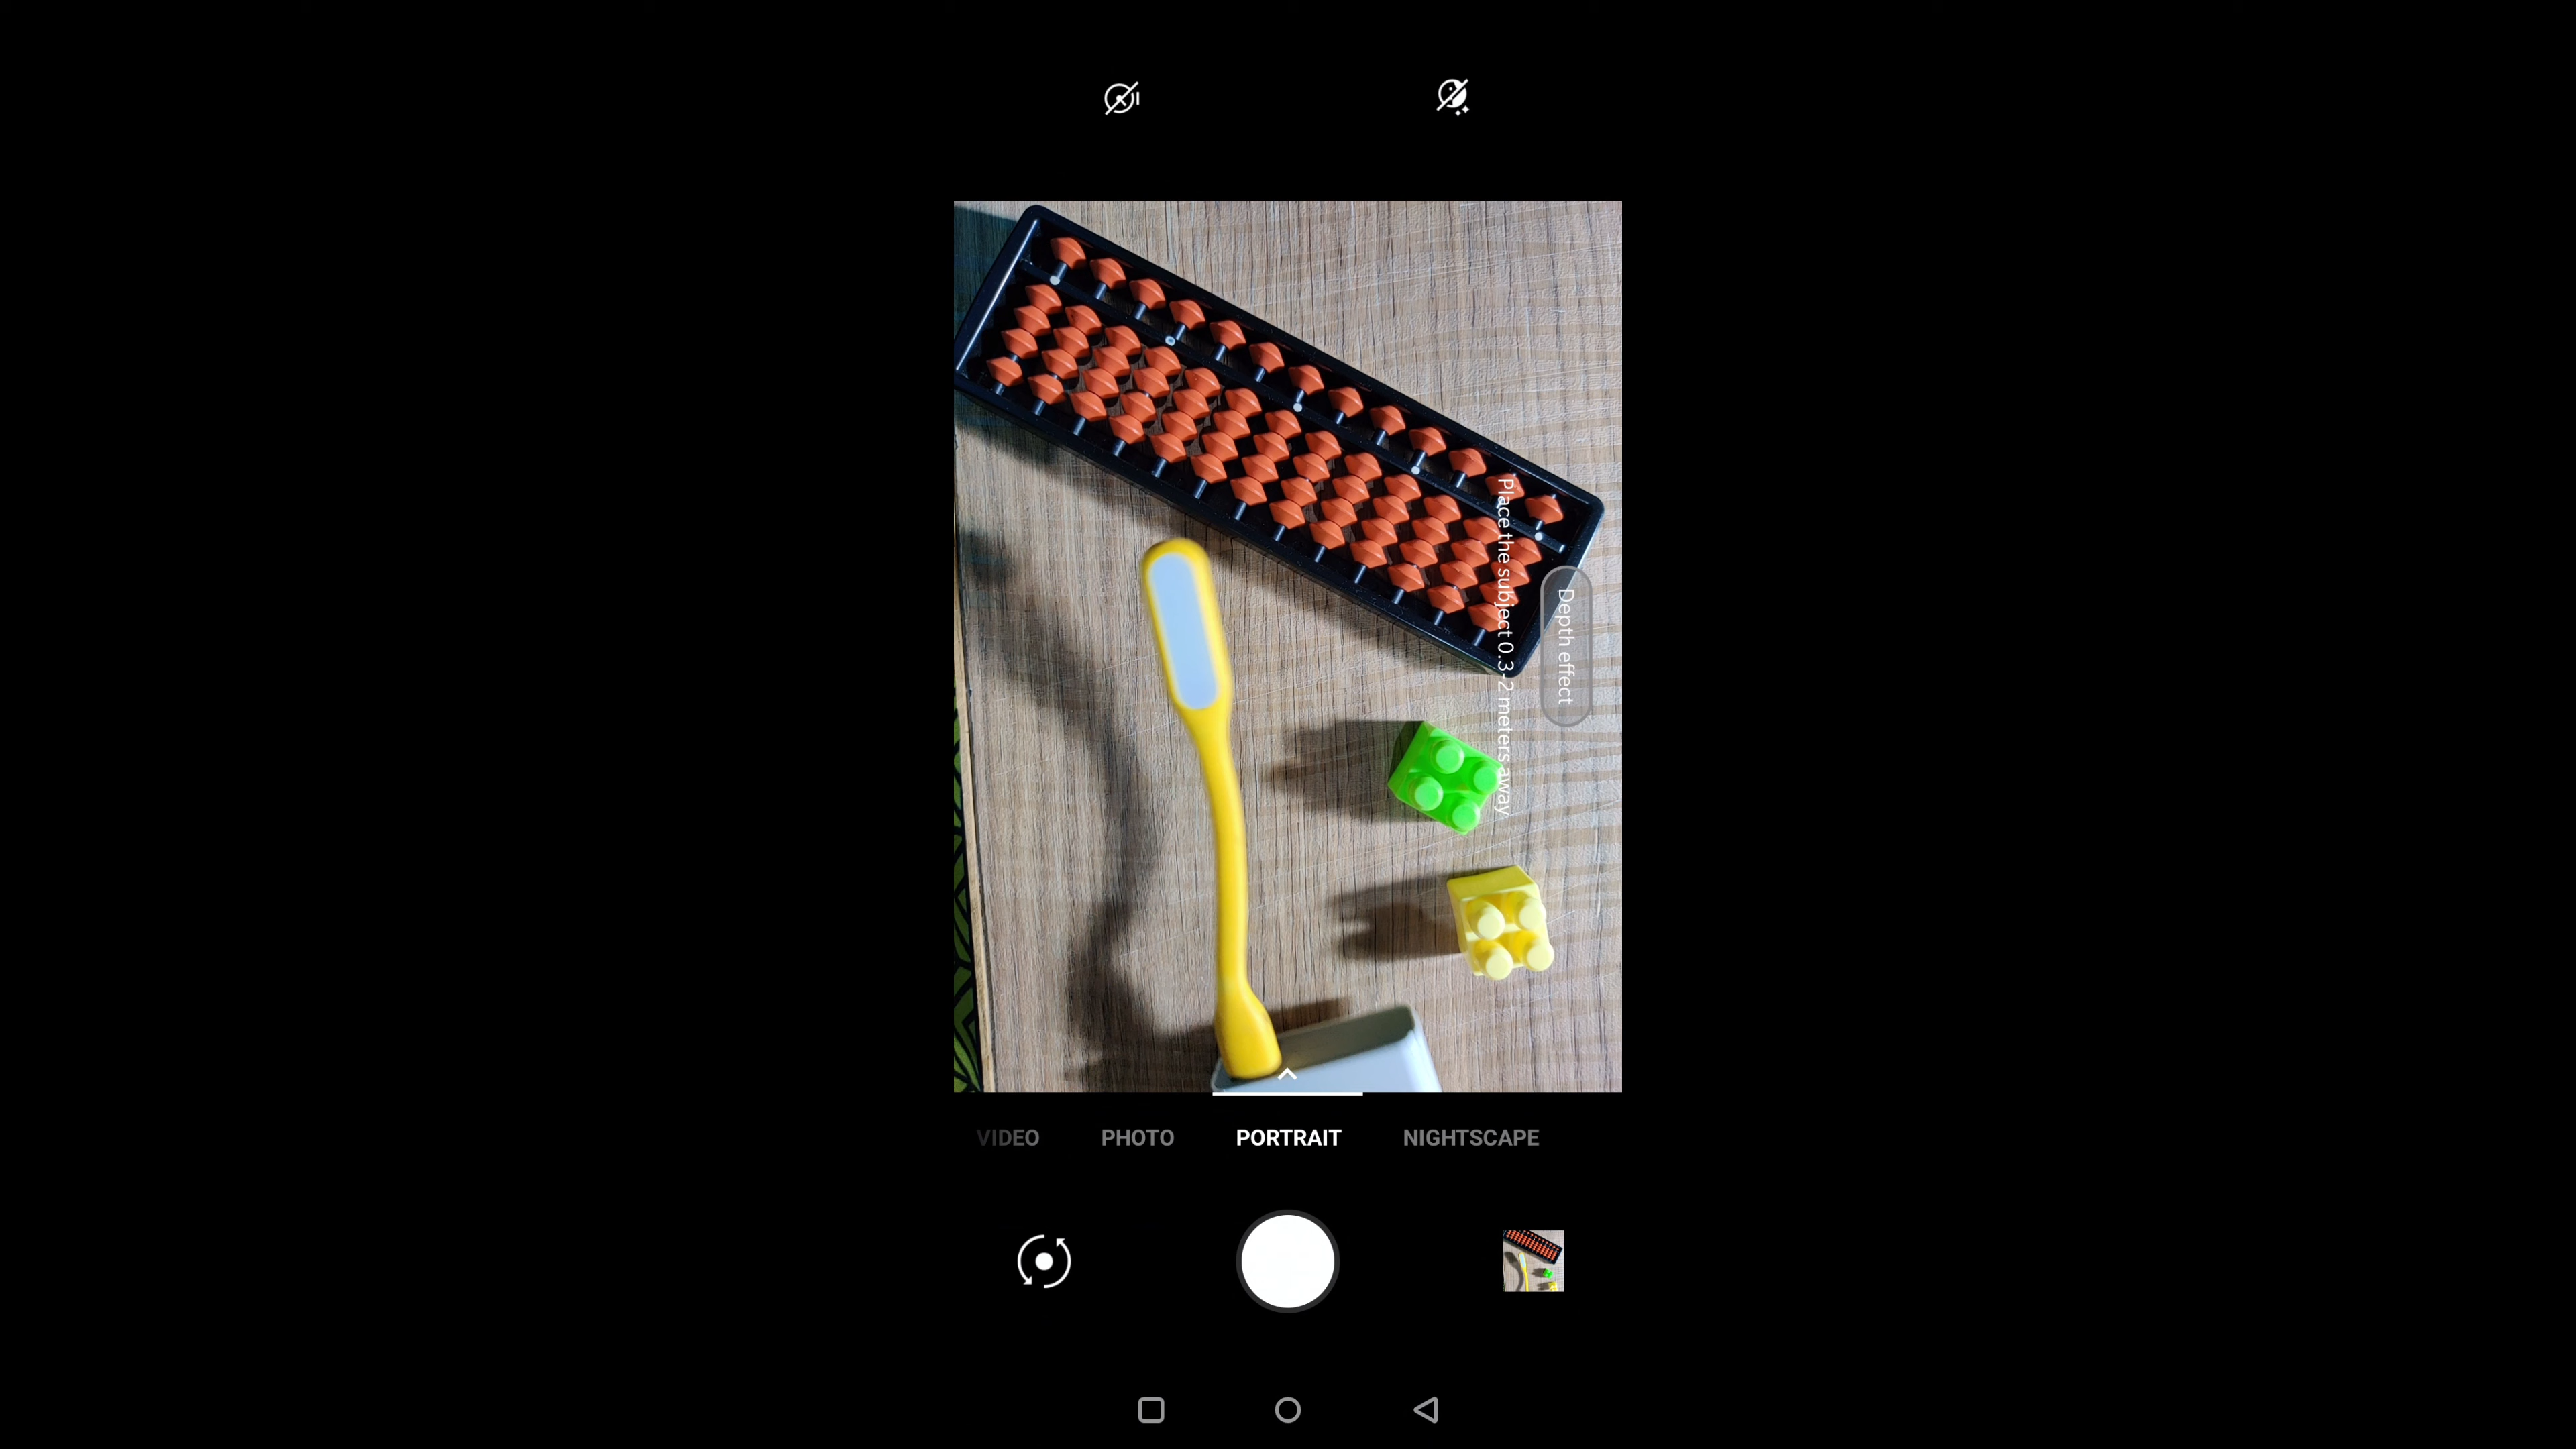 Place the subject 0.3-2 meters away
Depth effect
VIDEO
PHOTO
PORTRAIT
NIGHTSCAPE